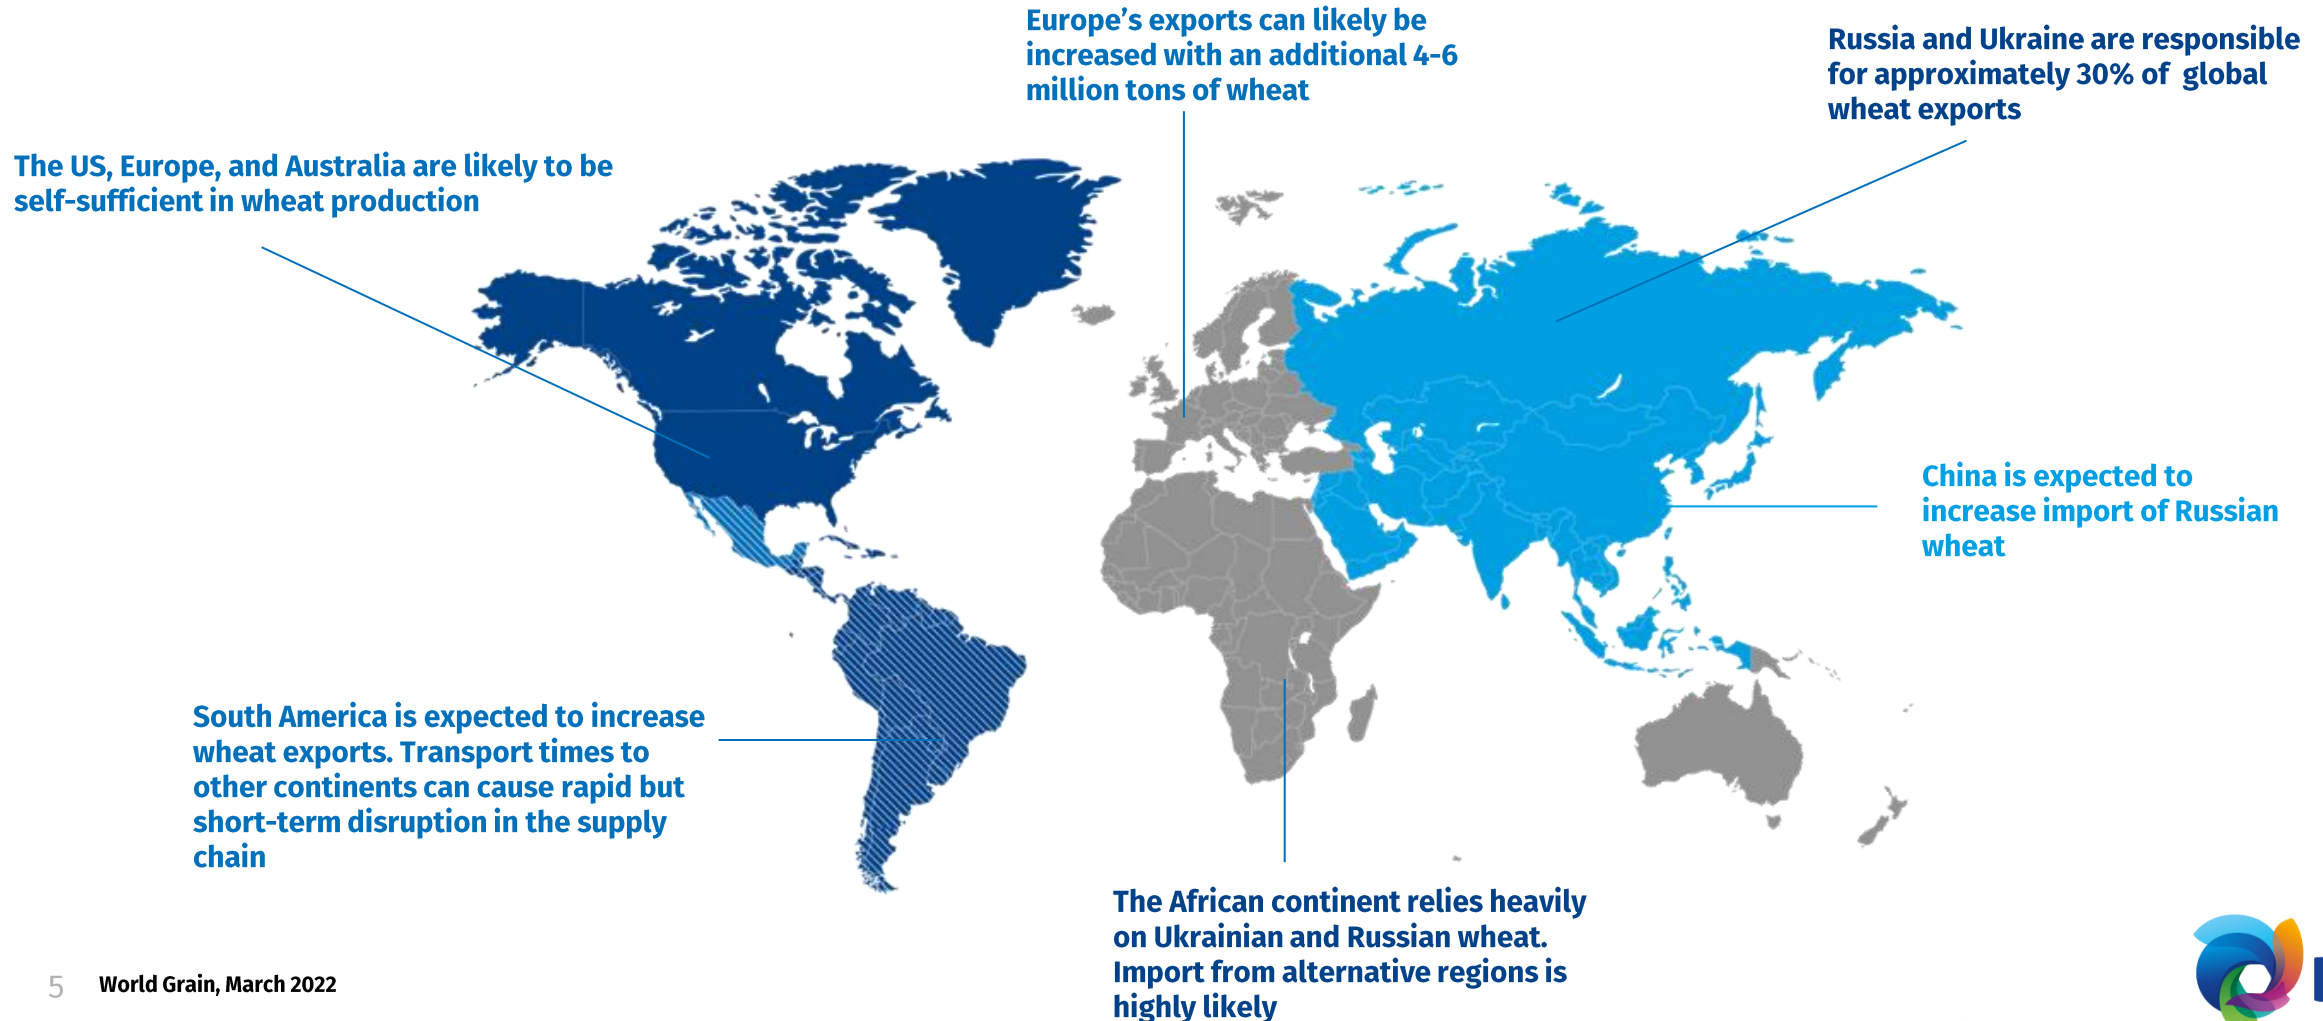 Europe's exports can likely be
increased with an additional 4-6
million tons of wheat
Russia and Ukraine are responsible
for approximately 30% of global
wheat exports
The US, Europe, and Australia are likely to be
self-sufficient in wheat production
China is expected to
increase import of Russian
wheat
South America is expected to increase
wheat exports. Transport times to
other continents can cause rapid but
short-term disruption in the supply
chain
The African continent relies heavily
on Ukrainian and Russian wheat.
Import from alternative regions is
highly likely
5 World Grain, March 2022